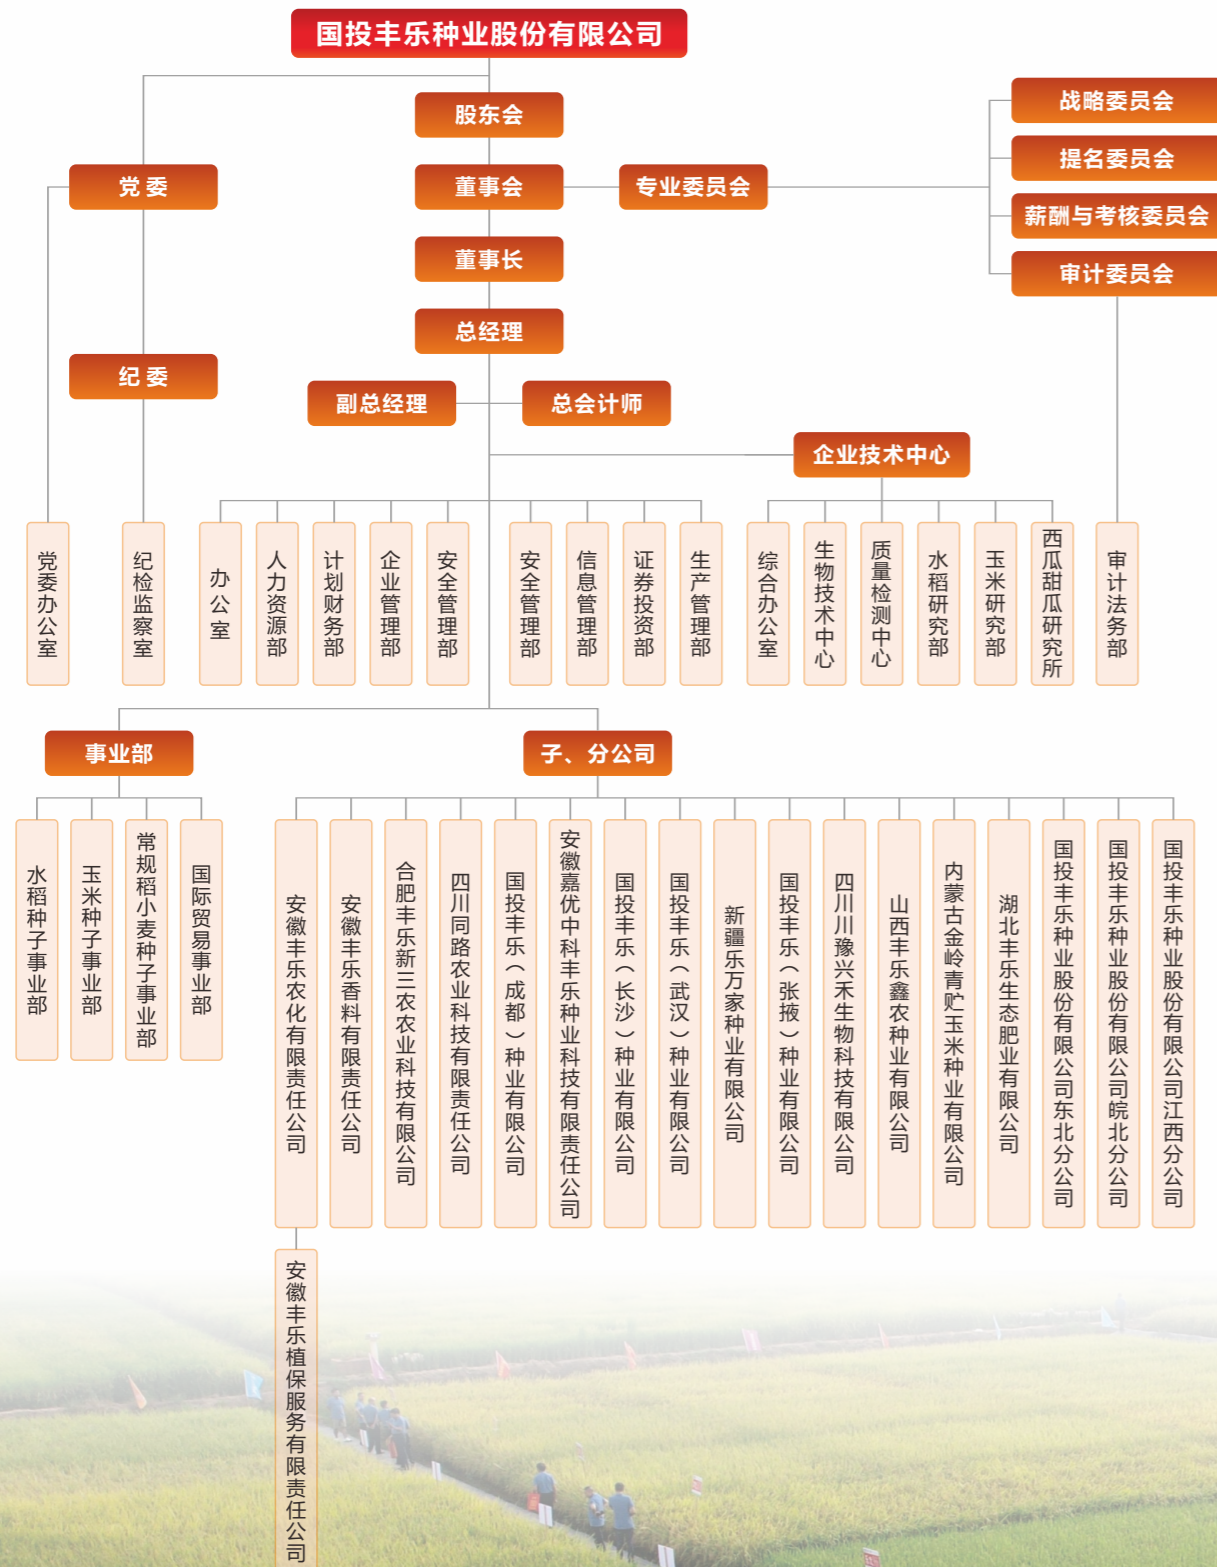 国投丰乐种业股份有限公司
股东会
战略委员会
提名委员会
党委
董事会
专业委员会
薪酬与考核委员会
董事长
审计委员会
总经理
纪委
副总经理
总会计师
企业技术中心
党委办公室
纪检监察室
办公室
人力资源部
计划财务部
企业管理部
安全管理部
安全管理部
信息管理部
证券投资部
生产管理部
综合办公室
生物技术中心
质量检测中心
水稻研究部
玉米研究部
西瓜甜瓜研究所
审计法务部
事业部
子、分公司
水稻种子事业部
玉米种子事业部
常规稻小麦种子事业部
国际贸易事业部
安徽丰乐农化有限责任公司
安徽丰乐香料有限责任公司
合肥丰乐新三农农业科技有限公司
四川同路农业科技有限责任公司
国投丰乐（成都）种业有限公司
安徽嘉优中科丰乐种业科技有限责任公司
国投丰乐（长沙）种业有限公司
国投丰乐（武汉）种业有限公司
新疆乐万家种业有限公司
国投丰乐（张掖）种业有限公司
四川川豫兴禾生物科技有限公司
山西丰乐鑫农种业有限公司
内蒙古金岭青贮玉米种业有限公司
湖北丰乐生态肥业有限公司
国投丰乐种业股份有限公司东北分公司
国投丰乐种业股份有限公司皖北分公司
国投丰乐种业股份有限公司江西分公司
安徽丰乐植保服务有限责任公司